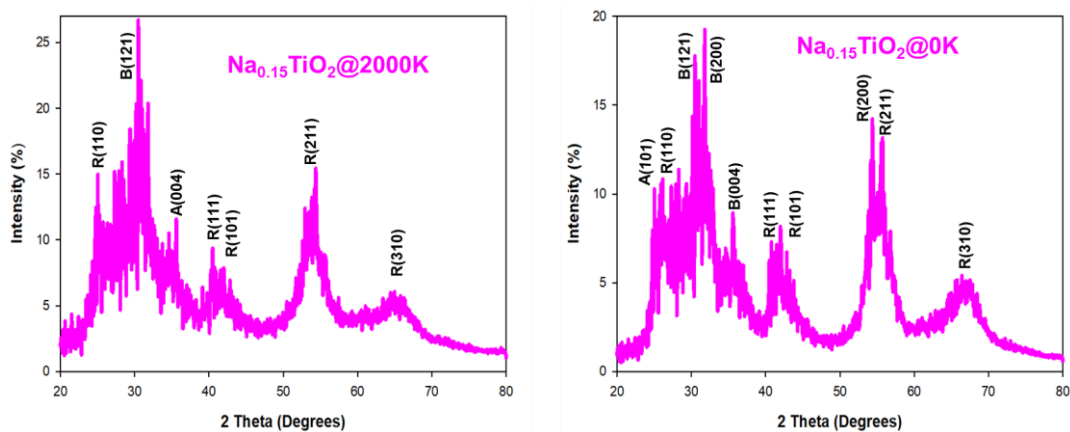 Na0.15TiO2@2000K
Intensity (%)
25
20
15
10
5
0
R(110)
B(121)
A(004)
R(111)
R(101)
R(211)
R(310)
20 30 40 50 60 70 80
2 Theta (Degrees)
Na0.15TiO2@0K
Intensity (%)
20
15
10
5
0
A(101)
R(110)
B(121)
B(200)
B(004)
R(111)
R(101)
R(200)
R(211)
R(310)
20 30 40 50 60 70 80
2 Theta (Degrees)